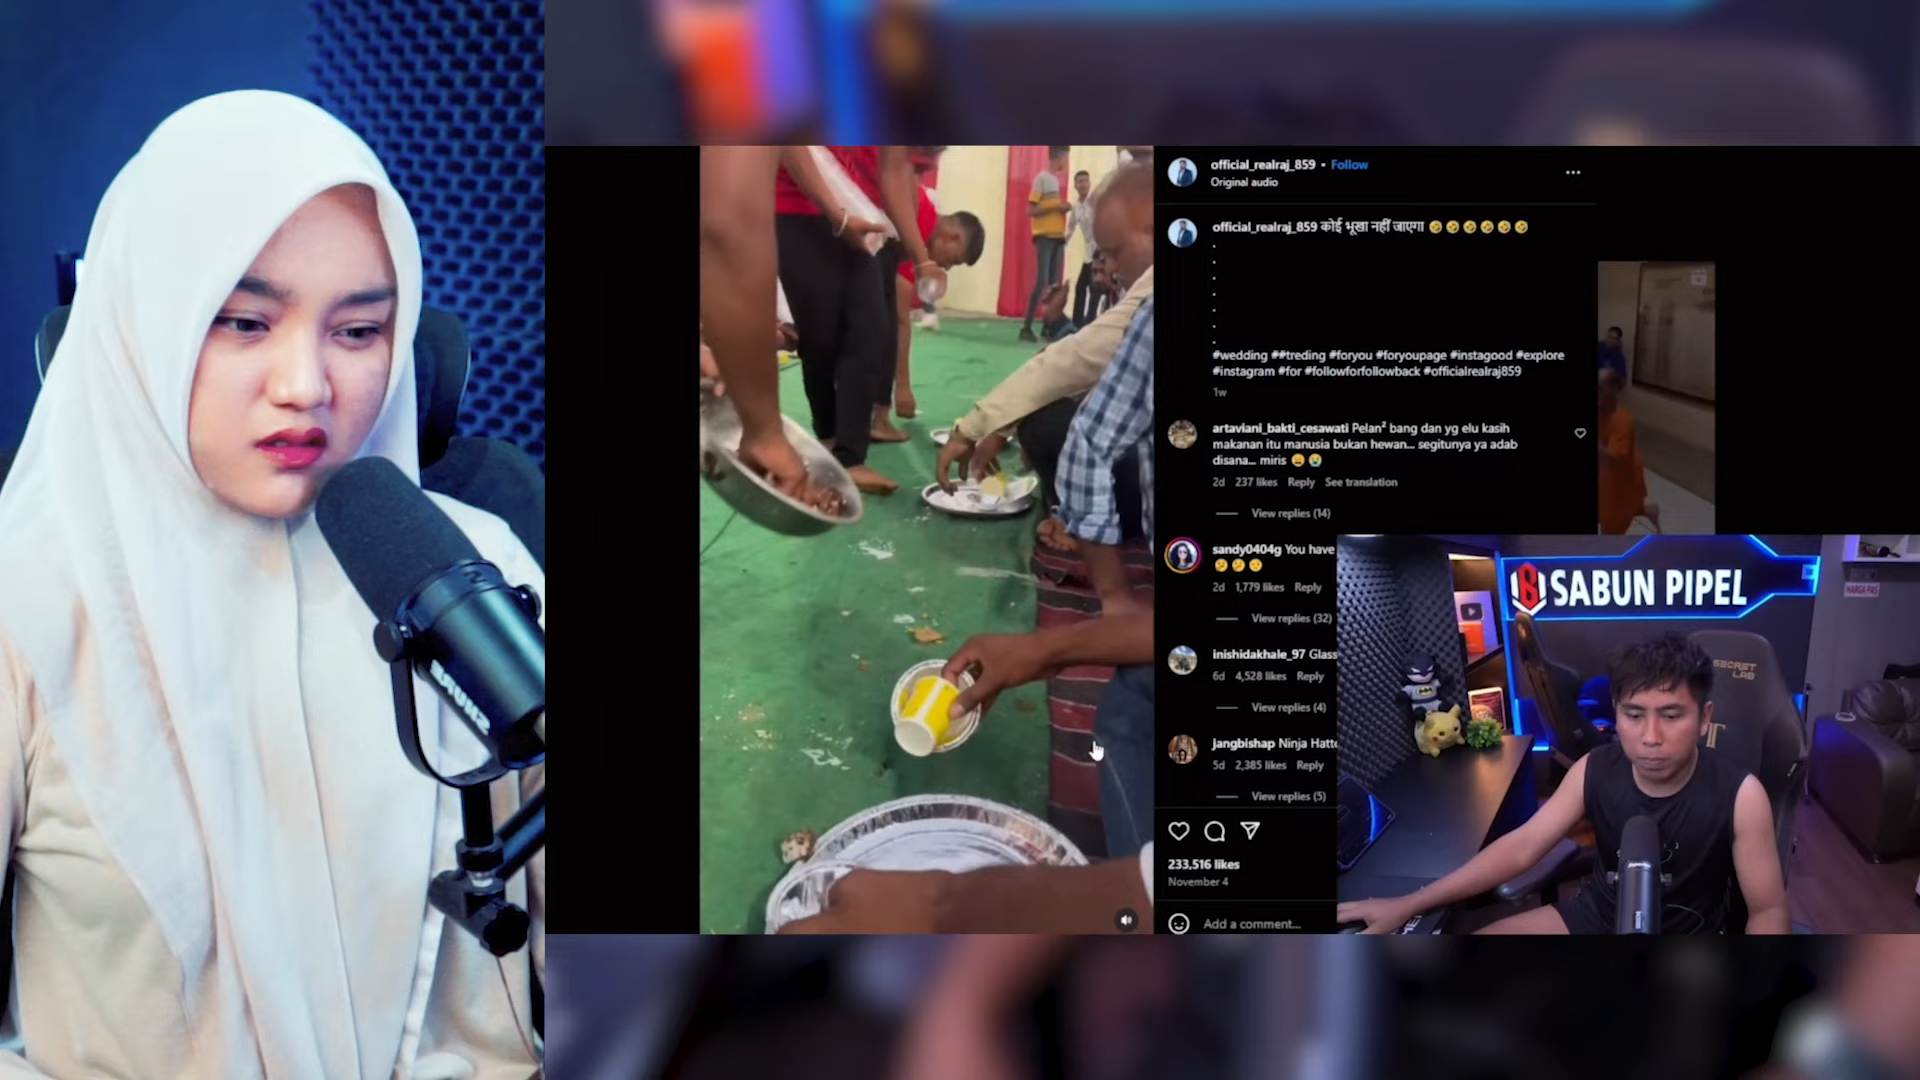 official_realraj_859 • Follow
Original audio
official_realraj_859 कोई भूखा नहीं जाएगा 🤣🤣🤣🤣🤣🤣
.
.
.
.
.
.
.
#wedding ##treding #foryou #foryoupage #instagood #explore
#instagram #for #followforfollowback #officialrealraj859
1w
artaviani_bakti_cesawati Pelan² bang dan yg elu kasih
makanan itu manusia bukan hewan... segitunya ya adab
disana... miris 😩😭
2d 237 likes Reply See translation
View replies (14)
sandy0404g You have
2d 1,779 likes Reply
View replies (32)
inishidakhale_97 Glass
6d 4,528 likes Reply
View replies (4)
jangbishap Ninja Hatto
5d 2,385 likes Reply
View replies (5)
233,516 likes
November 4
Add a comment...
SABUN PIPEL
HARGA PAS
SECRET
LAB
SHURE